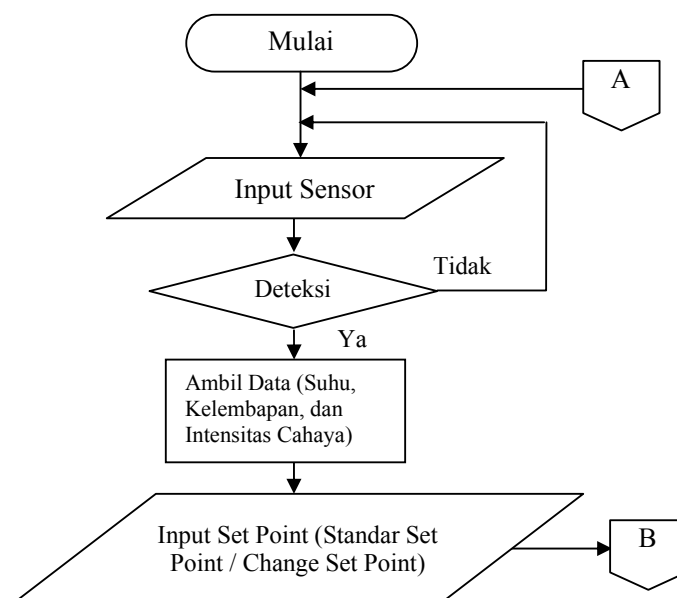 Mulai
A
Input Sensor
Tidak
Deteksi
Ya
Ambil Data (Suhu,
Kelembapan, dan
Intensitas Cahaya)
Input Set Point (Standar Set
Point / Change Set Point)
B